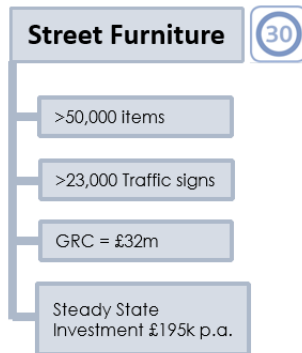 Street Furniture
30
>50,000 items
>23,000 Traffic signs
GRC = £32m
Steady State
Investment £195k p.a.